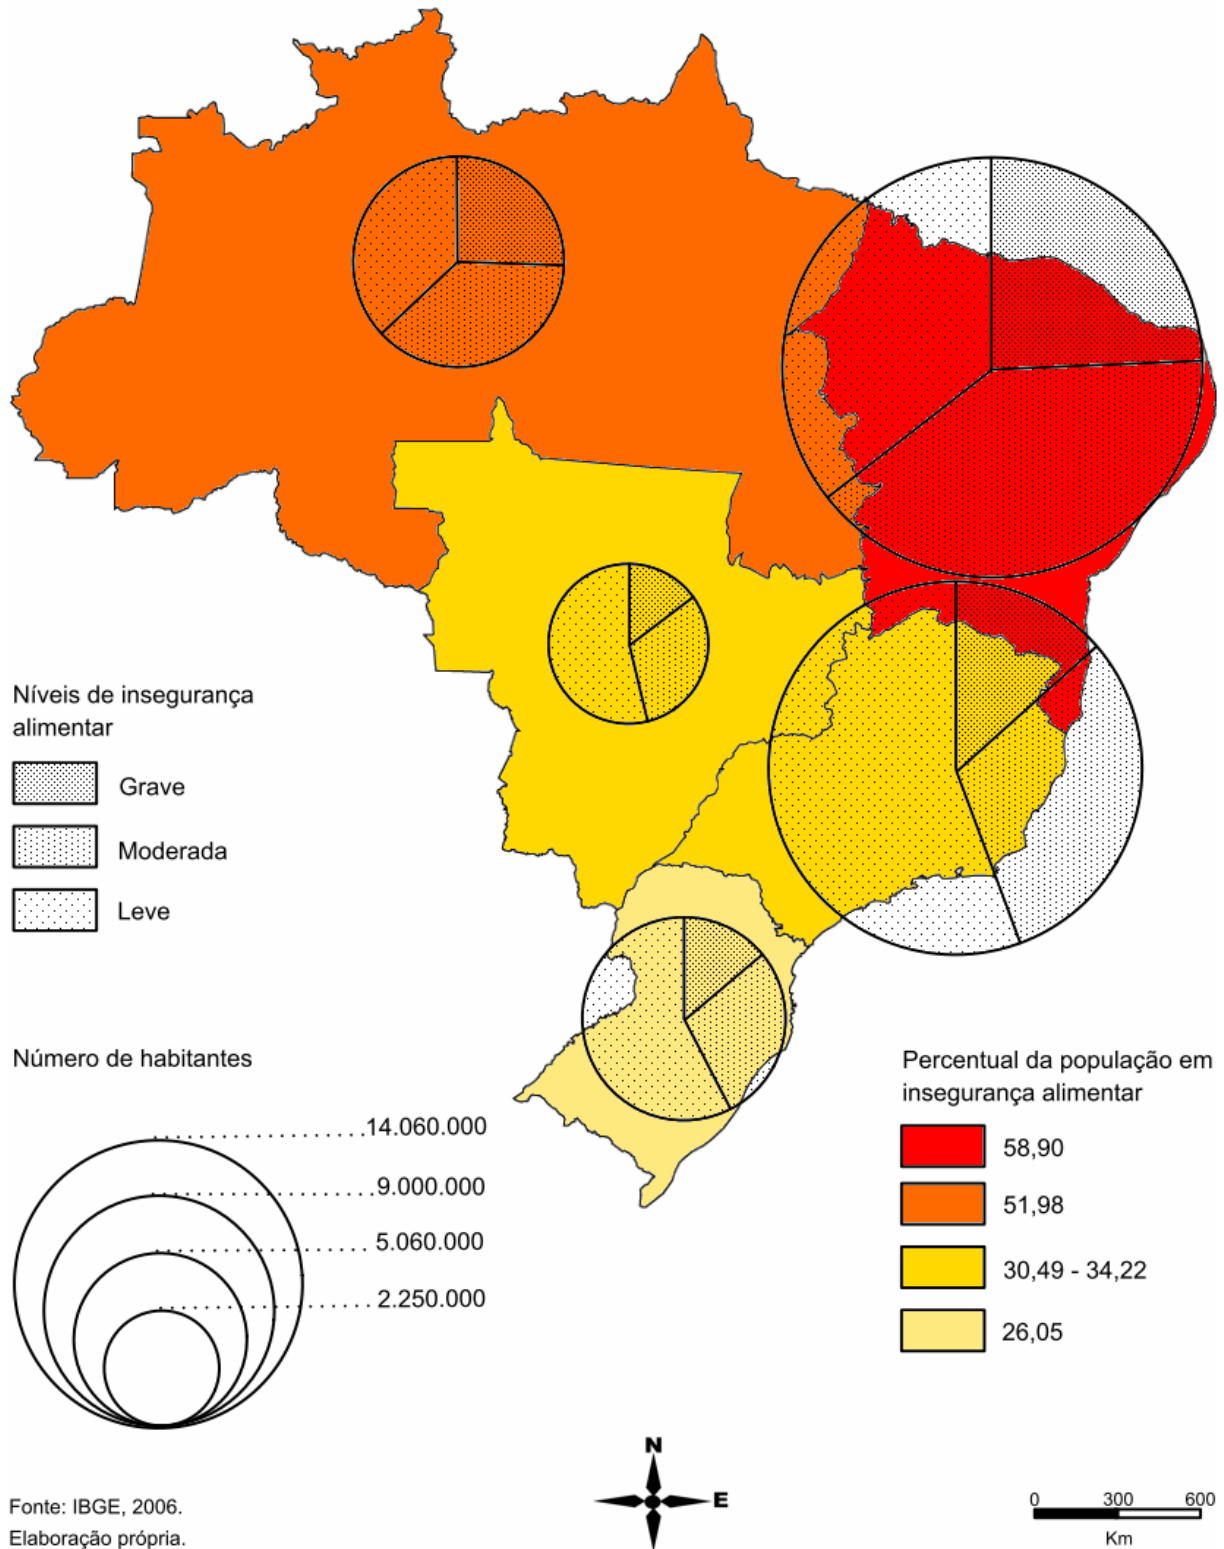 Níveis de insegurança
alimentar
Grave
Moderada
Leve
Número de habitantes
14.060.000
9.000.000
5.060.000
2.250.000
Percentual da população em
insegurança alimentar
58,90
51,98
30,49 - 34,22
26,05
N
E
0 300 600
Km
Fonte: IBGE, 2006.
Elaboração própria.